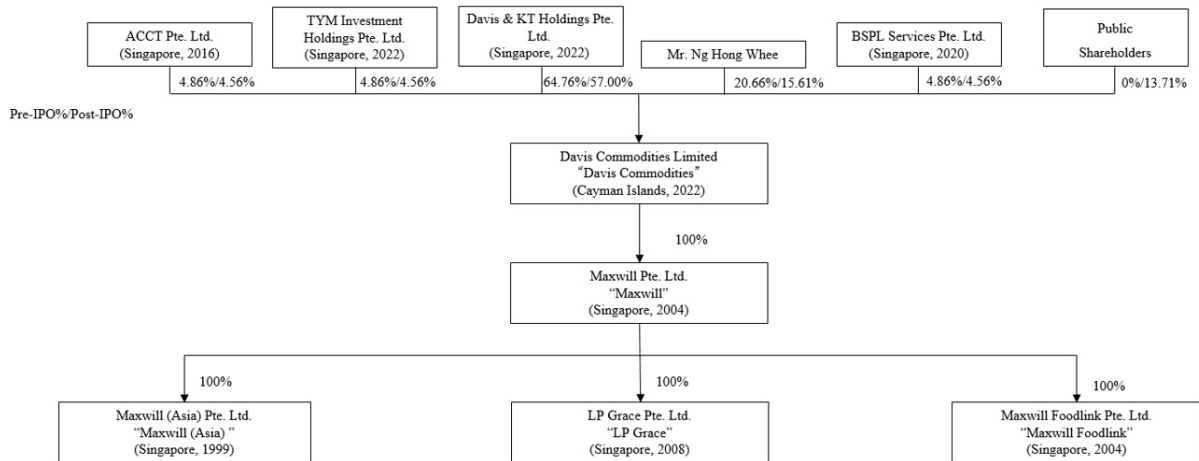 ACCT Pte. Ltd.
(Singapore, 2016)
TYM Investment
Holdings Pte. Ltd.
(Singapore, 2022)
Davis & KT Holdings Pte.
Ltd.
(Singapore, 2022)
Mr. Ng Hong Whee
BSPL Services Pte. Ltd.
(Singapore, 2020)
Public
Shareholders
4.86%/4.56%
4.86%/4.56%
64.76%/57.00%
20.66%/15.61%
4.86%/4.56%
0%/13.71%
Pre-IPO%/Post-IPO%
Davis Commodities Limited
“Davis Commodities”
(Cayman Islands, 2022)
100%
Maxwill Pte. Ltd.
“Maxwill”
(Singapore, 2004)
100%
100%
100%
Maxwill (Asia) Pte. Ltd.
“Maxwill (Asia) ”
(Singapore, 1999)
LP Grace Pte. Ltd.
“LP Grace”
(Singapore, 2008)
Maxwill Foodlink Pte. Ltd.
“Maxwill Foodlink”
(Singapore, 2004)